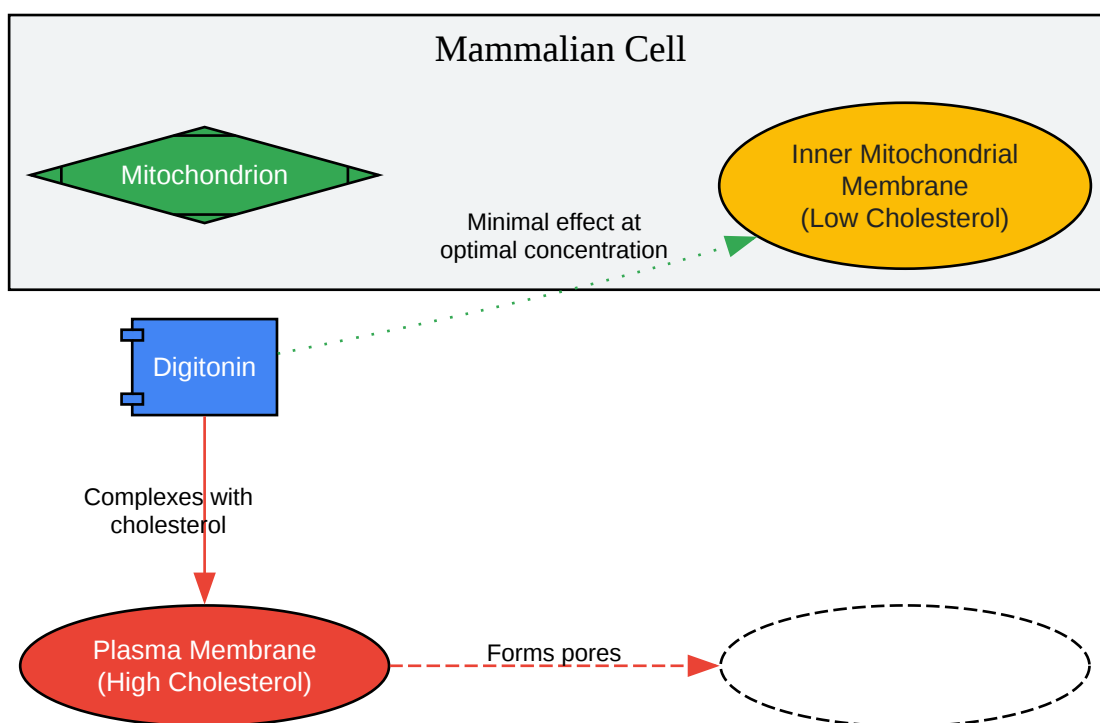 Mammalian Cell
Mitochondrion
Inner Mitochondrial
Membrane
(Low Cholesterol)
Minimal effect at
optimal concentration
Digitonin
Complexes with
cholesterol
Plasma Membrane
(High Cholesterol)
Forms pores